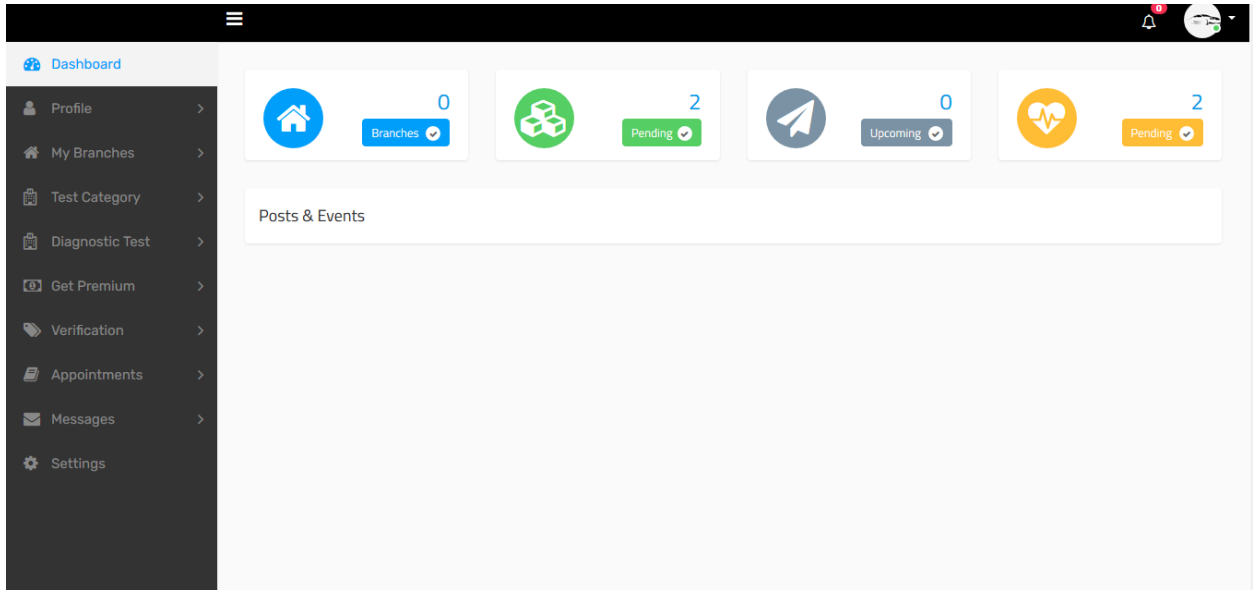 0
Dashboard
Profile
My Branches
Test Category
Diagnostic Test
Get Premium
Verification
Appointments
Messages
Settings
0
Branches
2
Pending
0
Upcoming
2
Pending
Posts & Events